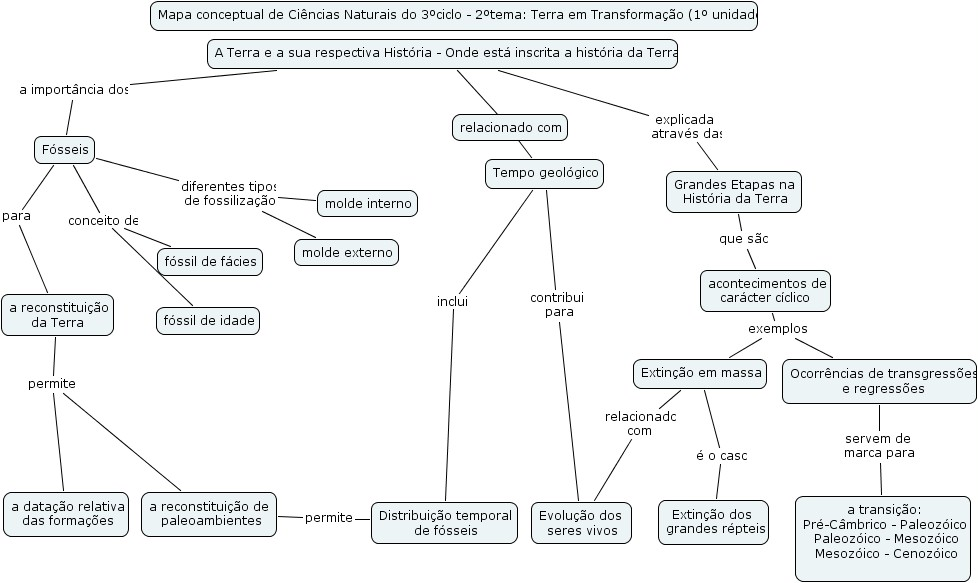 Mapa conceptual de Ciências Naturais do 3ºciclo - 2ºtema: Terra em Transformação (1º unidad
A Terra e a sua respectiva História - Onde está inscrita a história da Terra
a importância dos
relacionado com
explicada
através das
Fósseis
Tempo geológico
Grandes Etapas na
História da Terra
diferentes tipos
de fossilização
molde interno
molde externo
para
conceito de
fóssil de fácies
fóssil de idade
que são
acontecimentos de
carácter cíclico
a reconstituição
da Terra
inclui
contribui
para
exemplos
permite
Extinção em massa
Ocorrências de transgressões
e regressões
relacionado
com
é o caso
servem de
marca para
a datação relativa
das formações
a reconstituição de
paleoambientes
permite
Distribuição temporal
de fósseis
Evolução dos
seres vivos
Extinção dos
grandes répteis
a transição:
Pré-Câmbrico - Paleozóico
Paleozóico - Mesozóico
Mesozóico - Cenozóico